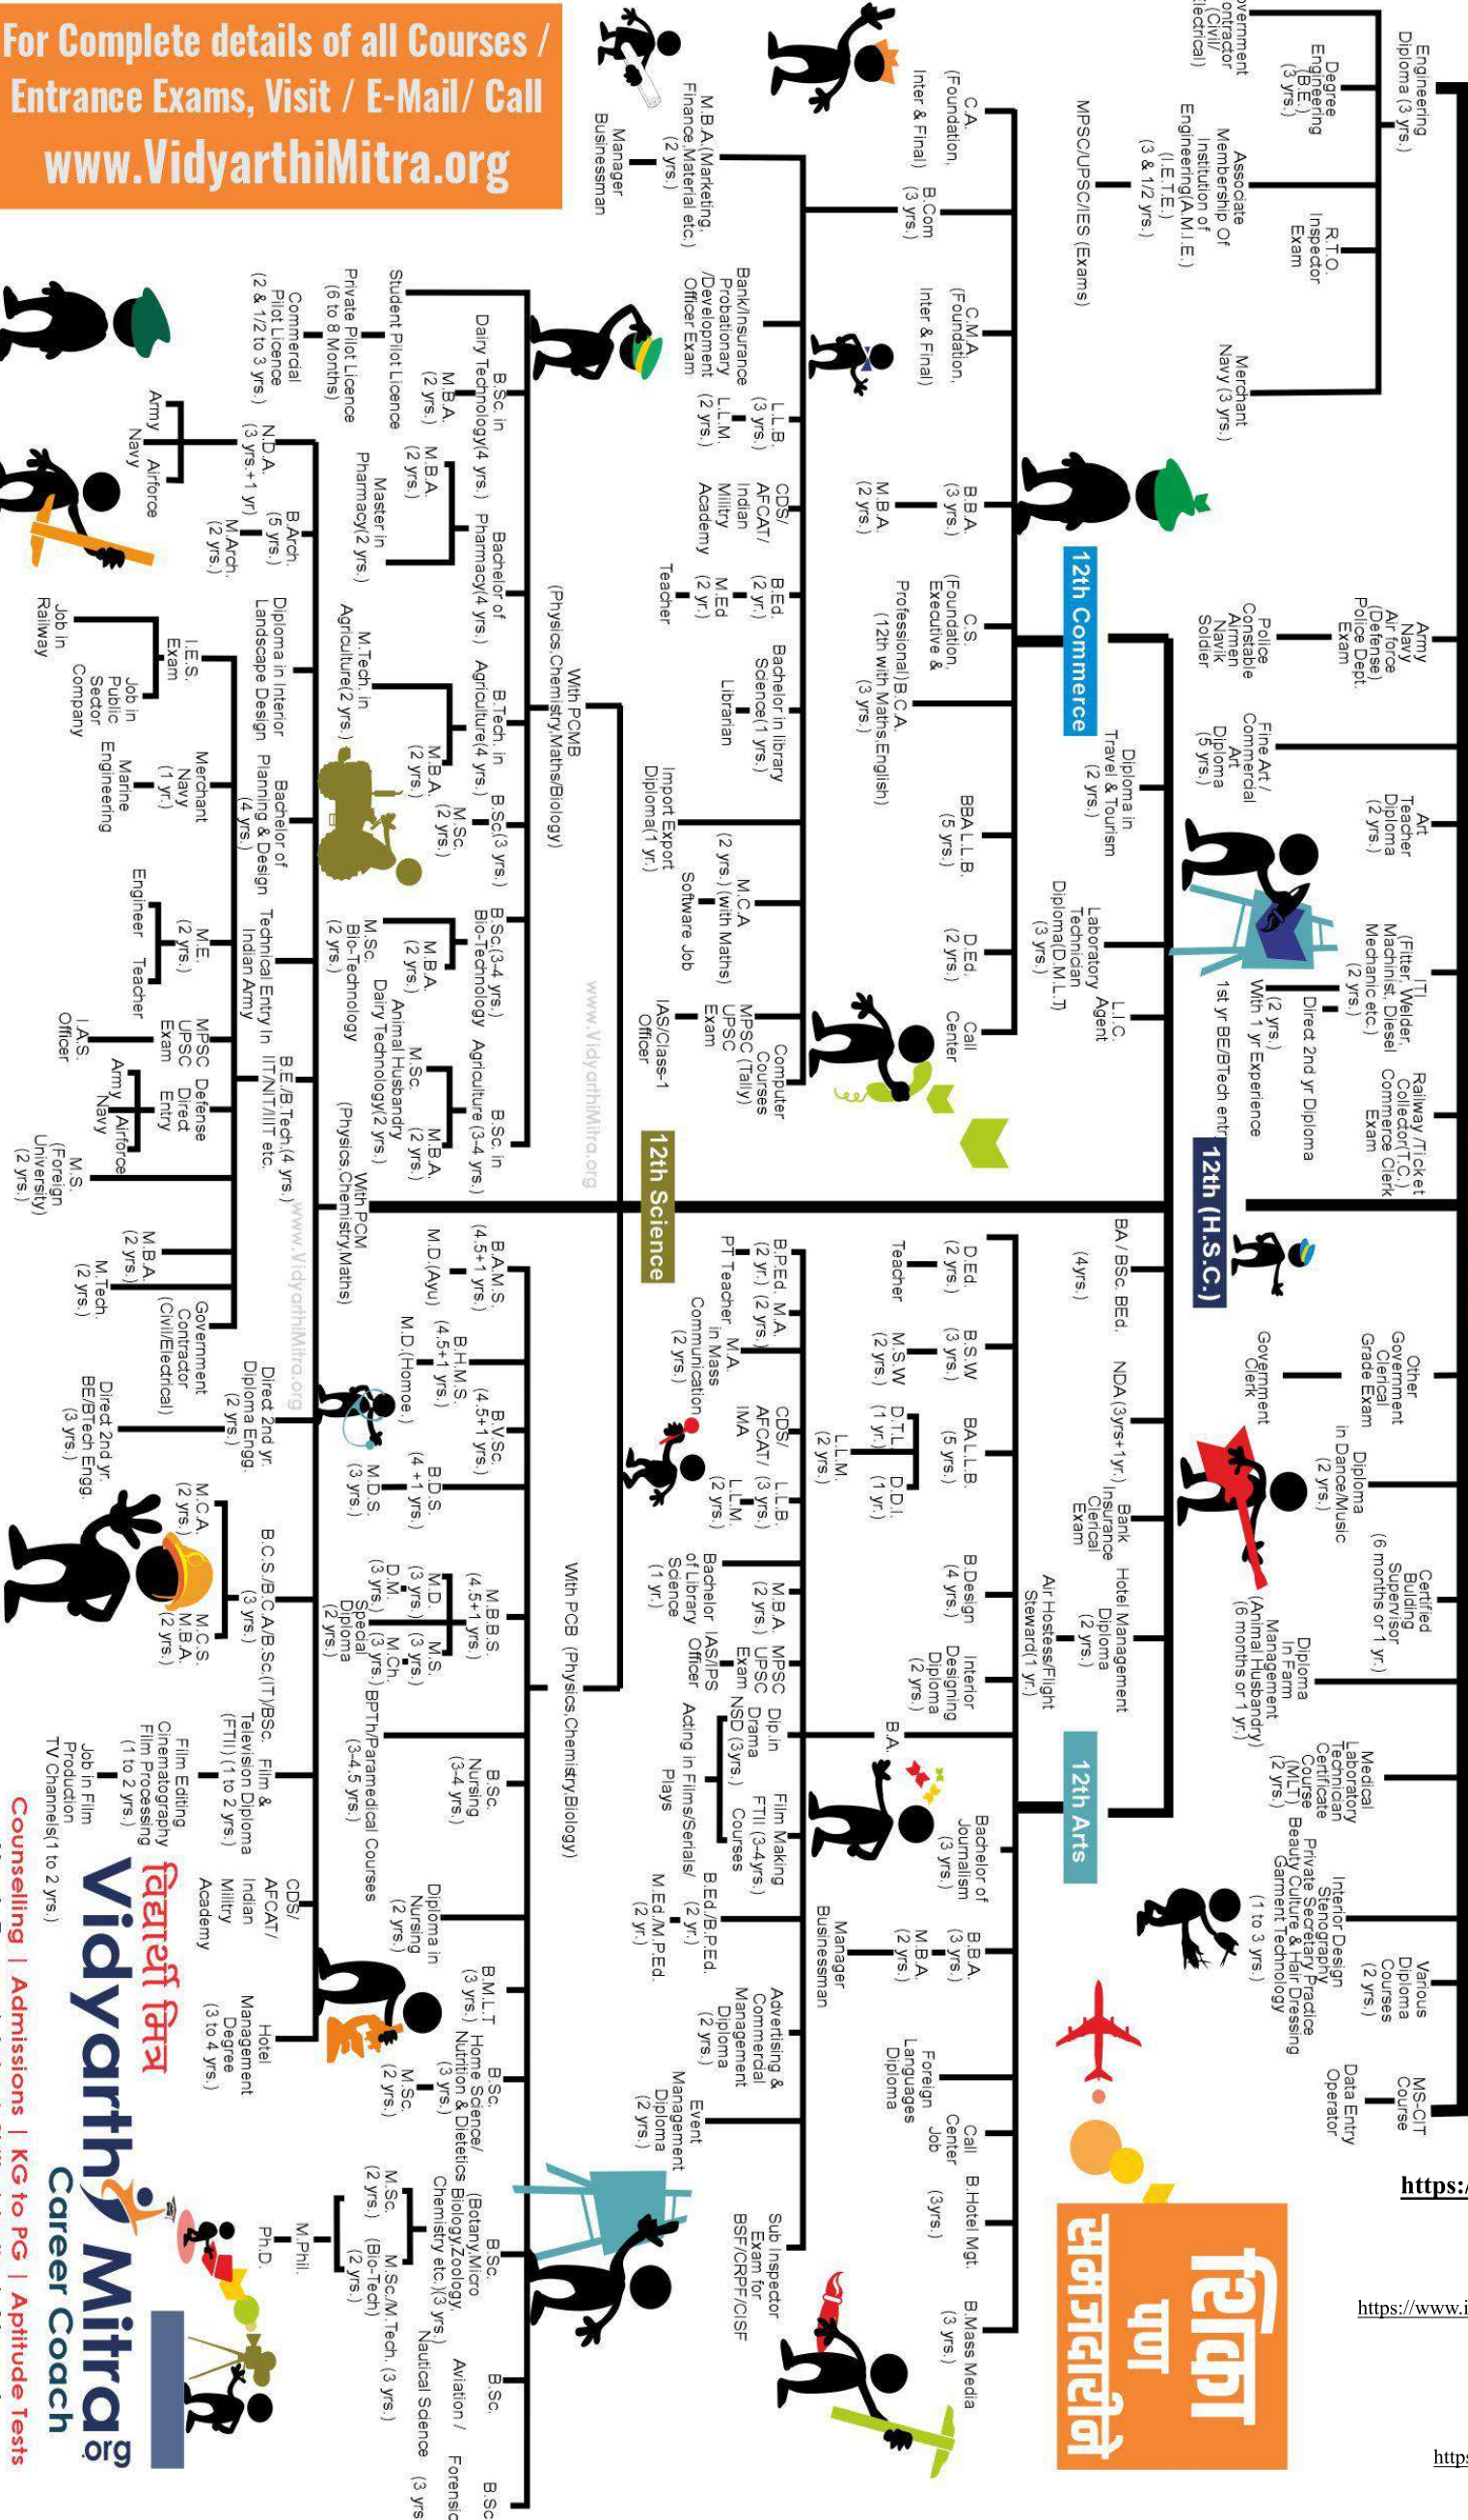 For Complete details of all Courses /
Entrance Exams, Visit / E-Mail/ Call
www.VidyarthiMitra.org
Engineering
Diploma (3 yrs.)
Degree
Engineering
(B.E.)
(3 yrs.)
Associate
Membership Of
Institution of
Engineering(A.M.I.E.)
(I.E.T.E.)
(3 & 1/2 yrs.)
MPSC/UPSC/IES (Exams)
R.T.O.
Inspector
Exam
Merchant
Navy (3 yrs.)
Army
Navy
Air force
(Defense)
Police Dept.
Exam
Police
Constable
Airmen
Navik
Soldier
Fine Art /
Commercial
Art
Diploma
(5 yrs.)
Art
Teacher
Diploma
(2 yrs.)
ITI
(Fitter, Welder,
Machinist, Diesel
Mechanic etc.)
(2 yrs.)
Direct 2nd yr Diploma
(2 yrs.)
With 1 yr Experience
1st yr BE/BTech entr
Railway /Ticket
Collector(T.C.)
Commerce Clerk
Exam
12th (H.S.C.)
Other
Government
Clerical
Grade Exam
Government
Clerk
Diploma
in Dance/Music
(2 yrs.)
Certified
Bulding
Supervisor
(6 months or 1 yr.)
Diploma
In Farm
Management
(Animal Husbandry)
(6 months or 1 yr.)
Medical
Laboratory
Technician
Certificate
Course
(MLT)
(2 yrs.)
Interior Design
Stenography
Private Secretary Practice
Beauty Culture & Hair Dressing
Garment Technology
(1 to 3 yrs.)
Various
Diploma
Courses
(2 yrs.)
MS-CIT
Course
Data Entry
Operator
12th Commerce
Diploma in
Travel & Tourism
(2 yrs.)
Laboratory
Technician
Diploma(D.M.L.T)
(3 yrs.)
L.I.C.
Agent
C.A.
(Foundation,
Inter & Final)
B.Com
(3 yrs.)
C.M.A.
(Foundation,
Inter & Final)
B.B.A.
(3 yrs.)
M.B.A.
(2 yrs.)
C.S.
(Foundation,
Executive &
Professional)
B.C.A.
(12th with Maths,English)
(3 yrs.)
BBA L.L.B.
(5 yrs.)
D.Ed.
(2 yrs.)
Call
Center
M.B.A.(Marketing,
Finance,Material etc.)
(2 yrs.)
Manager
Businessman
Bank/Insurance
Probationary
/Development
Officer Exam
L.L.B.
(3 yrs.)
L.L.M.
(2 yrs.)
CDS/
AFCAT/
Indian
Militry
Academy
B.Ed.
(2 yr.)
M.Ed
(2 yr.)
Teacher
Bachelor in library
Science(1 yrs.)
Librarian
Import Export
Diploma(1 yr.)
M.C.A
(2 yrs.) (with Maths)
Software Job
MPSC
UPSC
Exam
IAS/Class-1
Officer
Computer
Courses
(Tally)
12th Arts
BA / BSc. BEd.
(4yrs.)
NDA (3yrs+1yr.)
Bank
Insurance
Clerical
Exam
Hotel Management
Diploma
(2 yrs.)
Air Hostess/Flight
Steward(1 yr.)
D.Ed.
(2 yrs.)
Teacher
B.S.W
(3 yrs.)
M.S.W
(2 yrs.)
BA L.L.B.
(5 yrs.)
D.T.L.
(1 yr.)
D.D.I.
(1 yr.)
L.L.M.
(2 yrs.)
B.Design
(4 yrs.)
Interior
Designing
Diploma
(2 yrs.)
B.A.
Bachelor of
Journalism
(3 yrs.)
B.B.A.
(3 yrs.)
M.B.A.
(2 yrs.)
Manager
Businessman
Foreign
Languages
Diploma
Call
Center
Job
B.Hotel Mgt.
(3yrs.)
B.Mass Media
(3 yrs.)
B.P.Ed.
(2 yr.)
PT Teacher
M.A.
(2 yrs.)
M.A.
in Mass
Communication
(2 yrs.)
CDS/
AFCAT/
IMA
L.L.B.
(3 yrs.)
L.L.M.
(2 yrs.)
Bachelor
of Library
Science
(1 yr.)
M.B.A.
(2 yrs.)
MPSC
UPSC
Exam
IAS/IPS
Officer
Dip.in
Drama
NSD (3yrs.)
Film Making
FTII (3-4yrs.)
Courses
Acting in Films/Serials/
Plays
B.Ed./B.P.Ed.
(2 yr.)
M.Ed./M.P.Ed.
(2 yr.)
Advertising &
Commercial
Management
Diploma
(2 yrs.)
Event
Management
Diploma
(2 yrs.)
Sub Inspector
Exam for
BSF/CRPF/CISF
12th Science
www.VidyarthiMitra.org
With PCMB
(Physics,Chemistry,Maths/Biology)
Student Pilot Licence
Private Pilot Licence
(6 to 8 Months)
Commercial
Pilot Licence
(2 & 1/2 to 3 yrs.)
B.Sc. in
Dairy Technology(4 yrs.)
M.B.A.
(2 yrs.)
Bachelor of
Pharmacy(4 yrs.)
M.B.A.
(2 yrs.)
Master in
Pharmacy(2 yrs.)
B.Tech. in
Agriculture(4 yrs.)
M.Tech. in
Agriculture(2 yrs.)
M.B.A.
(2 yrs.)
B.Sc(3 yrs.)
M.Sc.
(2 yrs.)
B.Sc.(3-4 yrs.)
Bio-Technology
M.Sc.
Bio-Technology
(2 yrs.)
M.B.A.
(2 yrs.)
B.Sc. in
Agriculture (3-4 yrs.)
M.Sc.
Animal Husbandry
Dairy Technology(2 yrs.)
M.B.A.
(2 yrs.)
With PCB (Physics,Chemistry,Biology)
B.A.M.S.
(4.5+1 yrs.)
M.D.(Ayu)
B.H.M.S.
(4.5+1 yrs.)
M.D.(Homoe.)
B.V.Sc.
(4.5+1 yrs.)
B.D.S.
(4 +1 yrs.)
M.D.S.
(3 yrs.)
M.B.B.S.
(4.5+1 yrs.)
M.D.
(3 yrs.)
M.S.
(3 yrs.)
D.M.
(3 yrs.)
M.Ch.
(3 yrs.)
Special
Diploma
(2 yrs.)
BPTh/Paramedical Courses
(3-4.5 yrs.)
B.Sc.
Nursing
(3-4 yrs.)
Diploma in
Nursing
(2 yrs.)
B.M.L.T
(3 yrs.)
B.Sc.
Home Science/
Nutrition & Dietetics
(3 yrs.)
M.Sc.
(2 yrs.)
B.Sc.
(Botany,Micro
Biology,Zoology,
Chemistry etc.)(3 yrs.)
M.Sc.
(2 yrs.)
M.Sc./M.Tech. (3 yrs.)
(Bio-Tech)
(2 yrs.)
M.Phil.
Ph.D.
B.Sc.
Aviation /
Nautical Science
B.Sc
Forensic
(3 yrs
With PCM
(Physics,Chemistry,Maths)
www.VidyarthiMitra.org
N.D.A.
(3 yrs.+1 yr)
Army
Navy
Airforce
B.Arch.
(5 yrs.)
M.Arch.
(2 yrs.)
Diploma in Interior
Landscape Design
Bachelor of
Planning & Design
(4 yrs.)
Technical Entry In
Indian Army
B.E./B.Tech.(4 yrs.)
IIT/NIT/IIIT etc.
I.E.S.
Exam
Job in
Railway
Job in
Public
Sector
Company
Merchant
Navy
(1 yr.)
Marine
Engineering
M.E.
(2 yrs.)
Engineer
Teacher
MPSC
UPSC
Exam
I.A.S.
Officer
Defense
Direct
Entry
Army
Navy
Airforce
M.S.
(Foreign
University)
(2 yrs.)
M.B.A.
(2 yrs.)
M.Tech.
(2 yrs.)
Government
Contractor
(Civil/Electrical)
Direct 2nd yr.
Diploma Engg.
(2 yrs.)
Direct 2nd yr.
BE/BTech Engg.
(3 yrs.)
B.C.S./B.C.A/B.Sc.(IT)/BSc.
(3 yrs.)
M.C.A.
(2 yrs.)
M.C.S.
M.B.A.
(2 yrs.)
Film &
Television Diploma
(FTII) (1 to 2 yrs.)
Film Editing
Cinematography
Film Processing
(1 to 2 yrs.)
Job in Film
Production
TV Channels(1 to 2 yrs.)
CDS/
AFCAT/
Indian
Militry
Academy
Hotel
Management
Degree
(3 to 4 yrs.)
विद्यार्थी मित्र
Vidyarthi Mitra.org
Career Coach
Counselling | Admissions | KG to PG | Aptitude Tests
शिका
पण
https:/
https://www.i
https